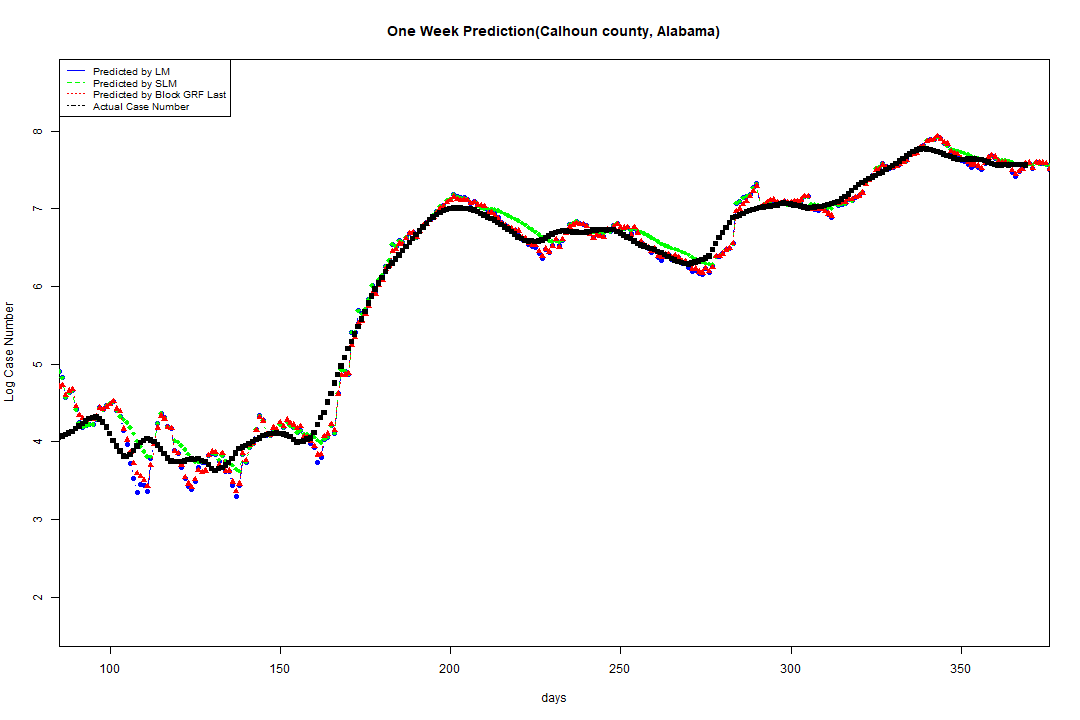 One Week Prediction(Calhoun county, Alabama)
Predicted by LM
Predicted by SLM
Predicted by Block GRF Last
Actual Case Number
8
7
6
5
4
3
2
Log Case Number
100 150 200 250 300 350
days